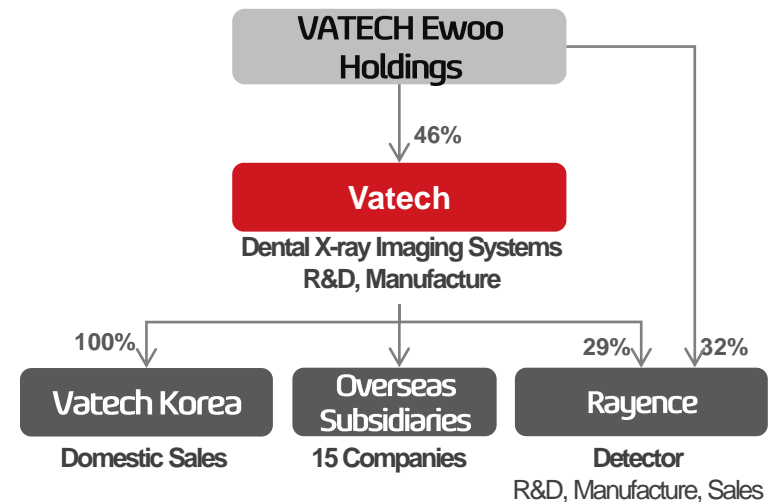 VATECH Ewoo
Holdings
46%
Vatech
Dental X-ray Imaging Systems
R&D, Manufacture
100%
29%
32%
Vatech Korea
Overseas
Subsidiaries
Rayence
Domestic Sales
15 Companies
Detector
R&D, Manufacture, Sales